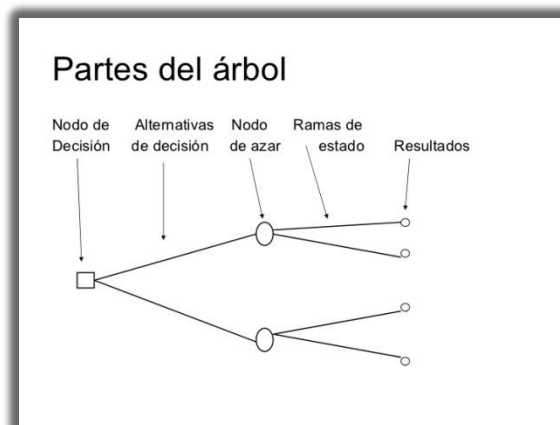 Partes del árbol
Nodo de Alternativas Nodo Ramas de
Decisión de decisión de azar estado Resultados